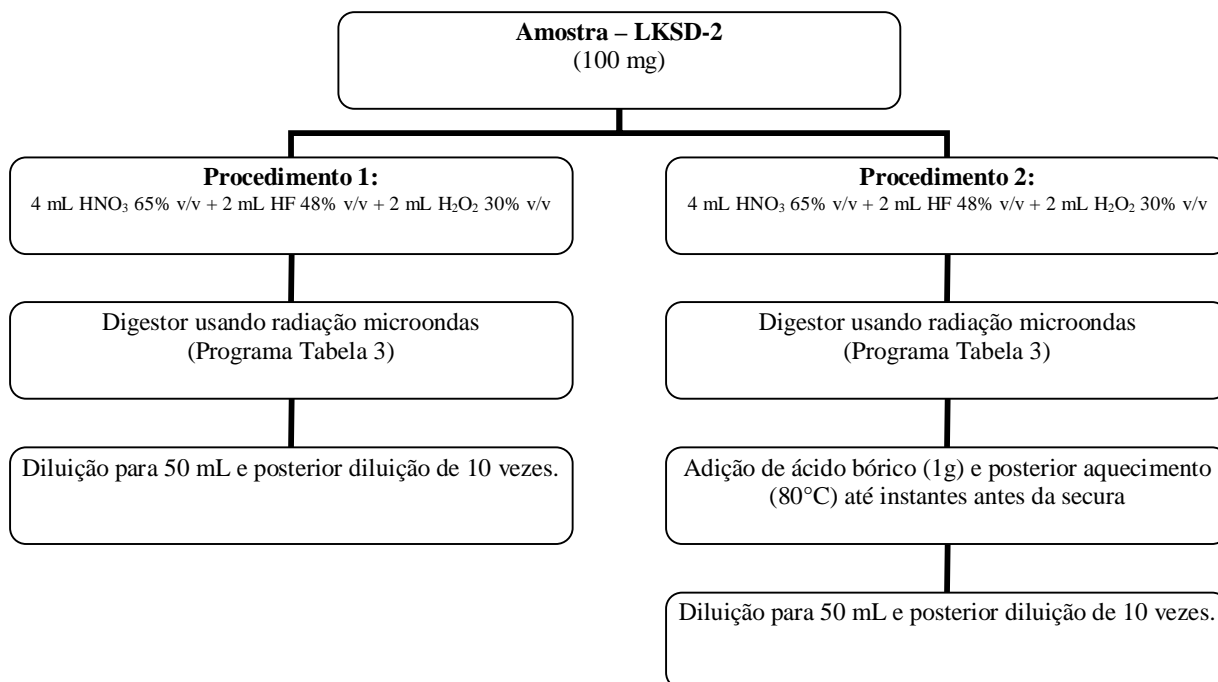 Amostra – LKSD-2
(100 mg)
Procedimento 1:
4 mL HNO₃ 65% v/v + 2 mL HF 48% v/v + 2 mL H₂O₂ 30% v/v
Digestor usando radiação microondas
(Programa Tabela 3)
Diluição para 50 mL e posterior diluição de 10 vezes.
Procedimento 2:
4 mL HNO₃ 65% v/v + 2 mL HF 48% v/v + 2 mL H₂O₂ 30% v/v
Digestor usando radiação microondas
(Programa Tabela 3)
Adição de ácido bórico (1g) e posterior aquecimento
(80°C) até instantes antes da secura
Diluição para 50 mL e posterior diluição de 10 vezes.